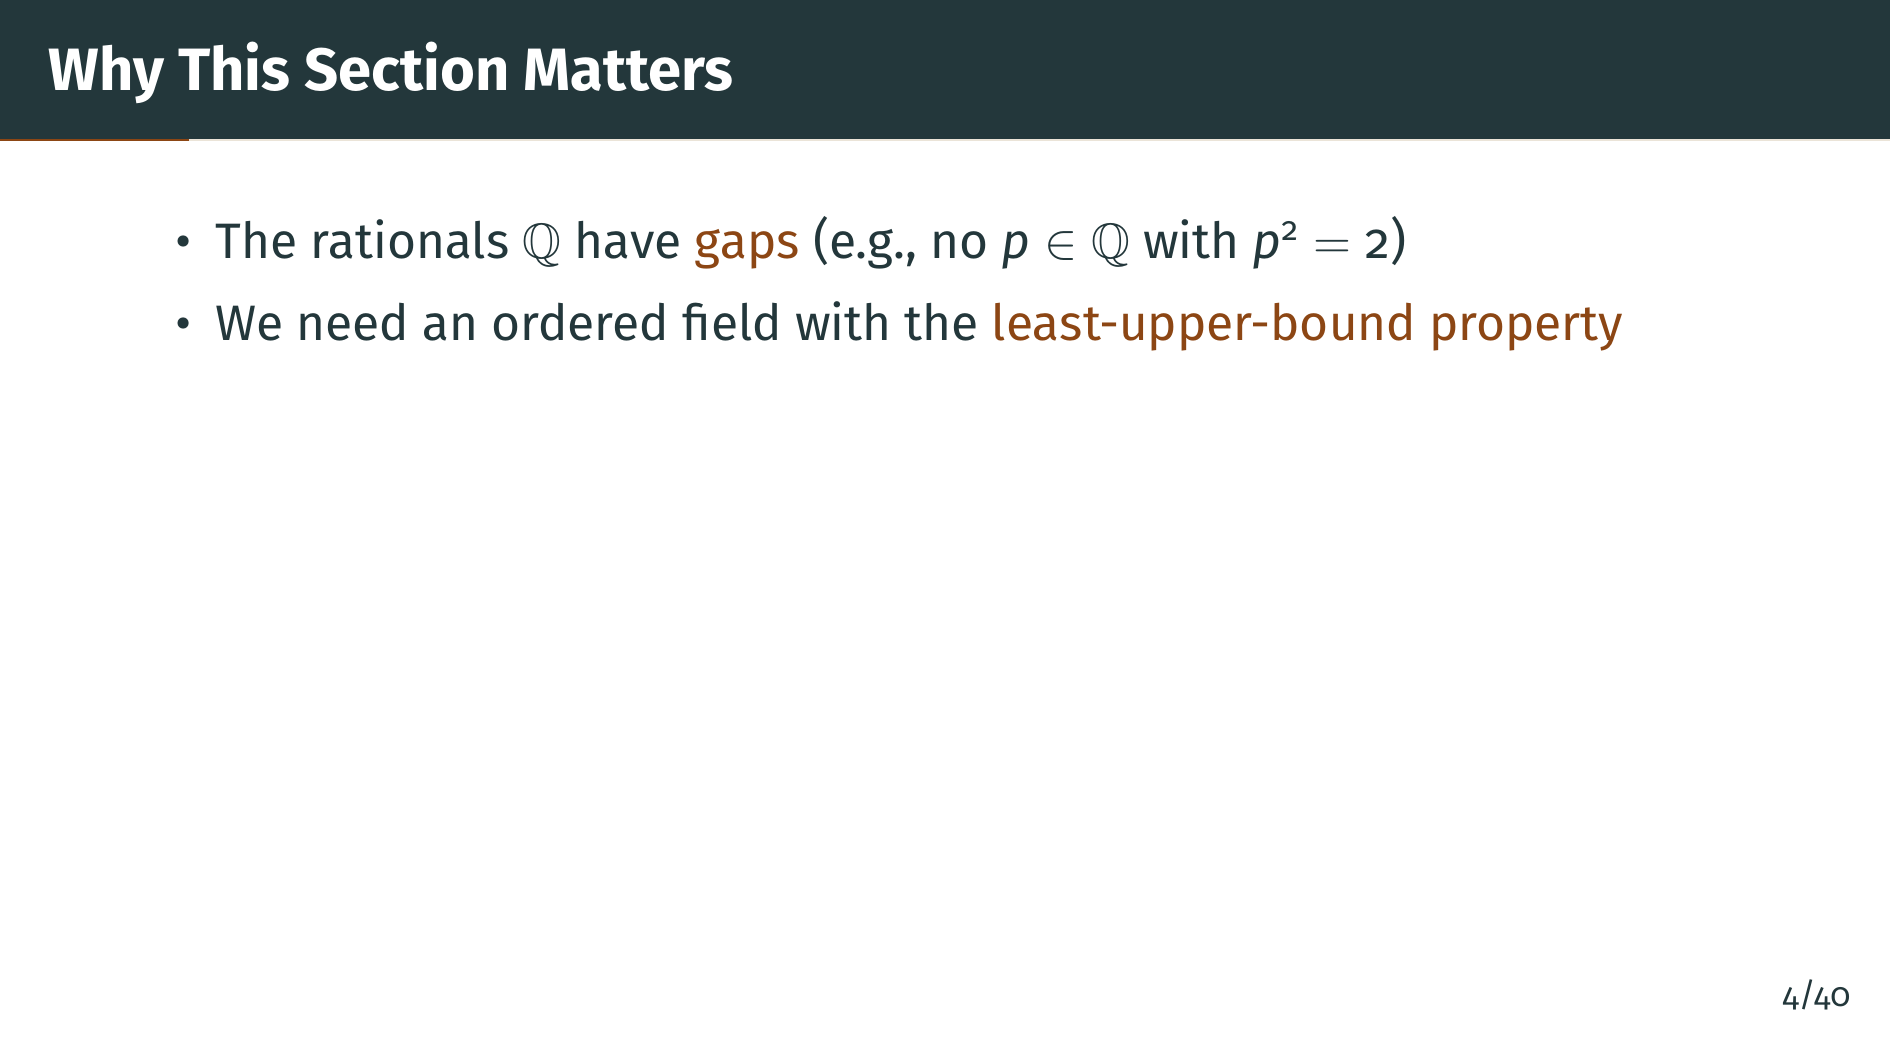 Why This Section Matters
• The rationals ℚ have gaps (e.g., no p ∈ ℚ with p² = 2)
• We need an ordered field with the least-upper-bound property
4/40